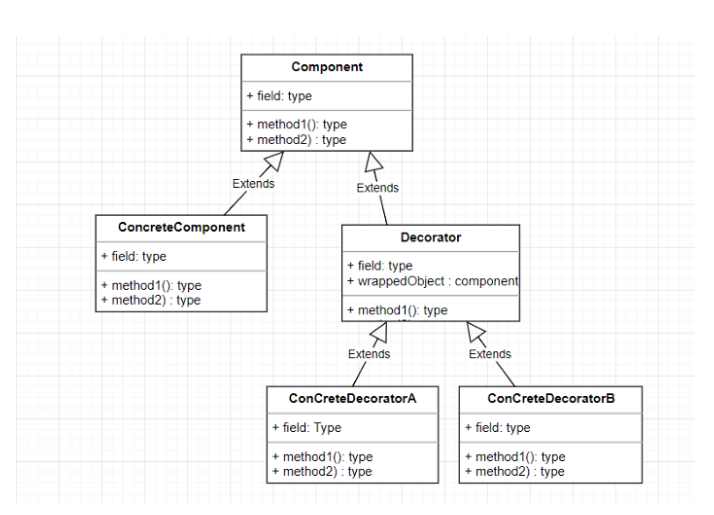 Component
+ field: type
+ method1(): type
+ method2) : type
Extends
Extends
ConcreteComponent
+ field: type
+ method1(): type
+ method2) : type
Decorator
+ field: type
+ wrappedObject : component
+ method1(): type
Extends
Extends
ConCreteDecoratorA
+ field: Type
+ method1(): type
+ method2) : type
ConCreteDecoratorB
+ field: type
+ method1(): type
+ method2) : type